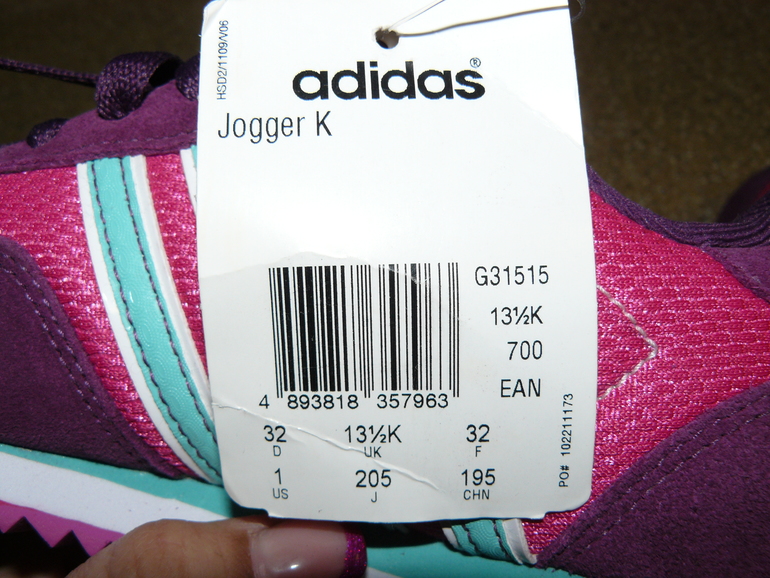 HSD2/1109/V06
adidas®
Jogger K
G31515
13½K
700
EAN
4 893818 357963
32 13½K 32
D UK F
1 205 195
US J CHN
PO# 102211173